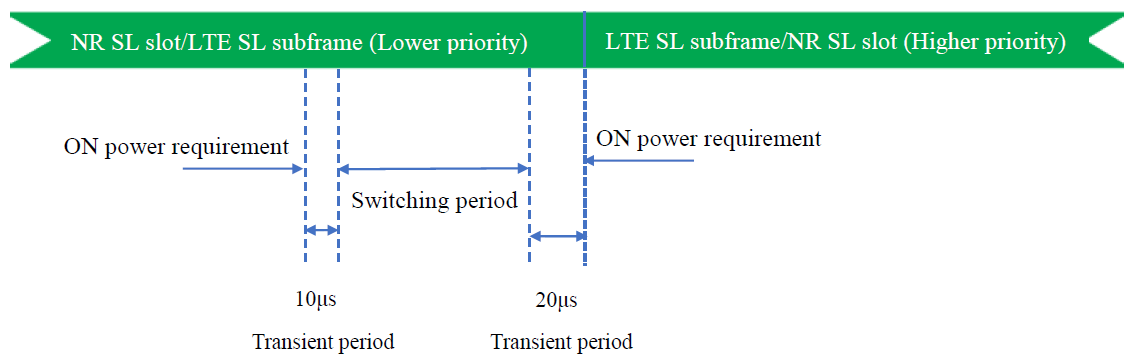 NR SL slot/LTE SL subframe (Lower priority)
LTE SL subframe/NR SL slot (Higher priority)
ON power requirement
ON power requirement
Switching period
10μs
20μs
Transient period
Transient period